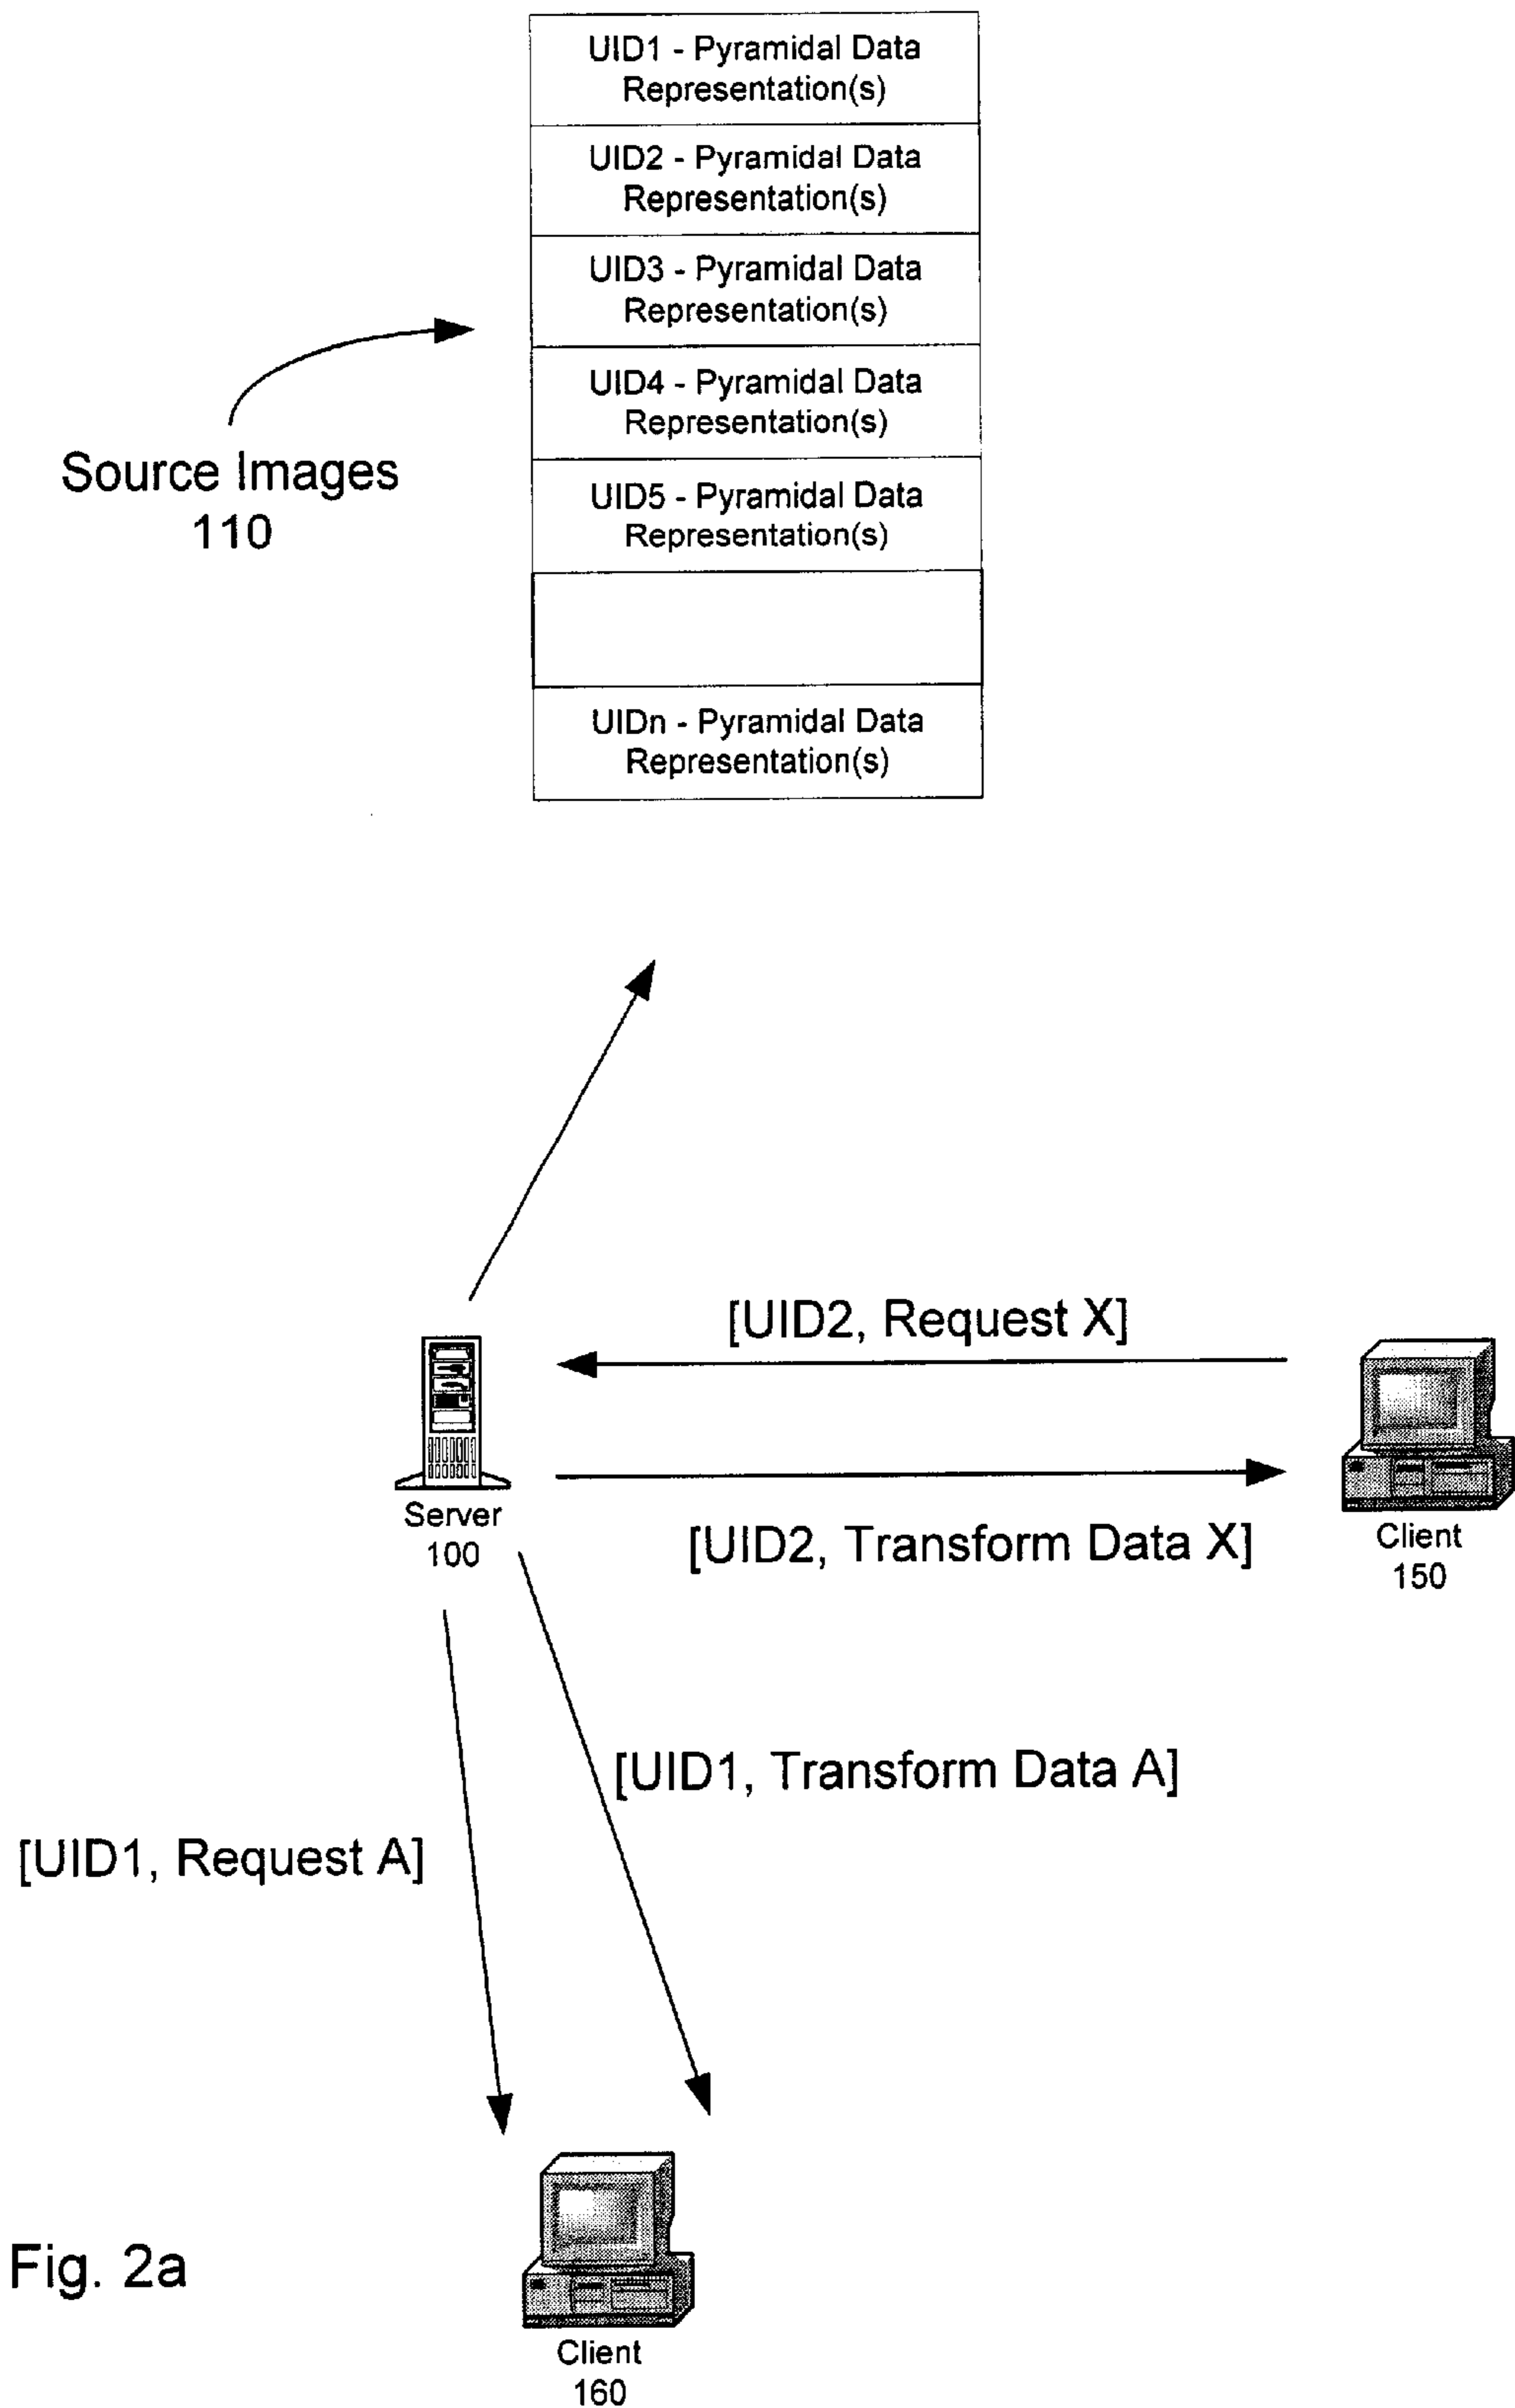 UID1 - Pyramidal Data
Representation(s)
UID2 - Pyramidal Data
Representation(s)
UID3 - Pyramidal Data
Representation(s)
UID4 - Pyramidal Data
Representation(s)
UID5 - Pyramidal Data
Representation(s)
UIDn - Pyramidal Data
Representation(s)
Source Images
110
[UID2, Request X]
Server
100
[UID2, Transform Data X]
Client
150
[UID1, Transform Data A]
[UID1, Request A]
Fig. 2a
Client
160